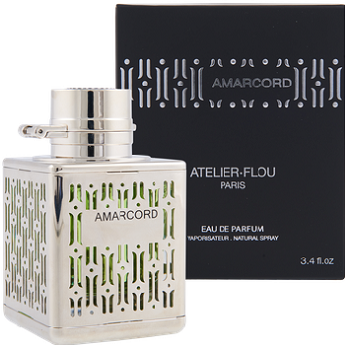 AMARCORD
ATELIER·FLOU
PARIS
EAU DE PARFUM
VAPORISATEUR . NATURAL SPRAY
3.4 fl.oz
AMARCORD